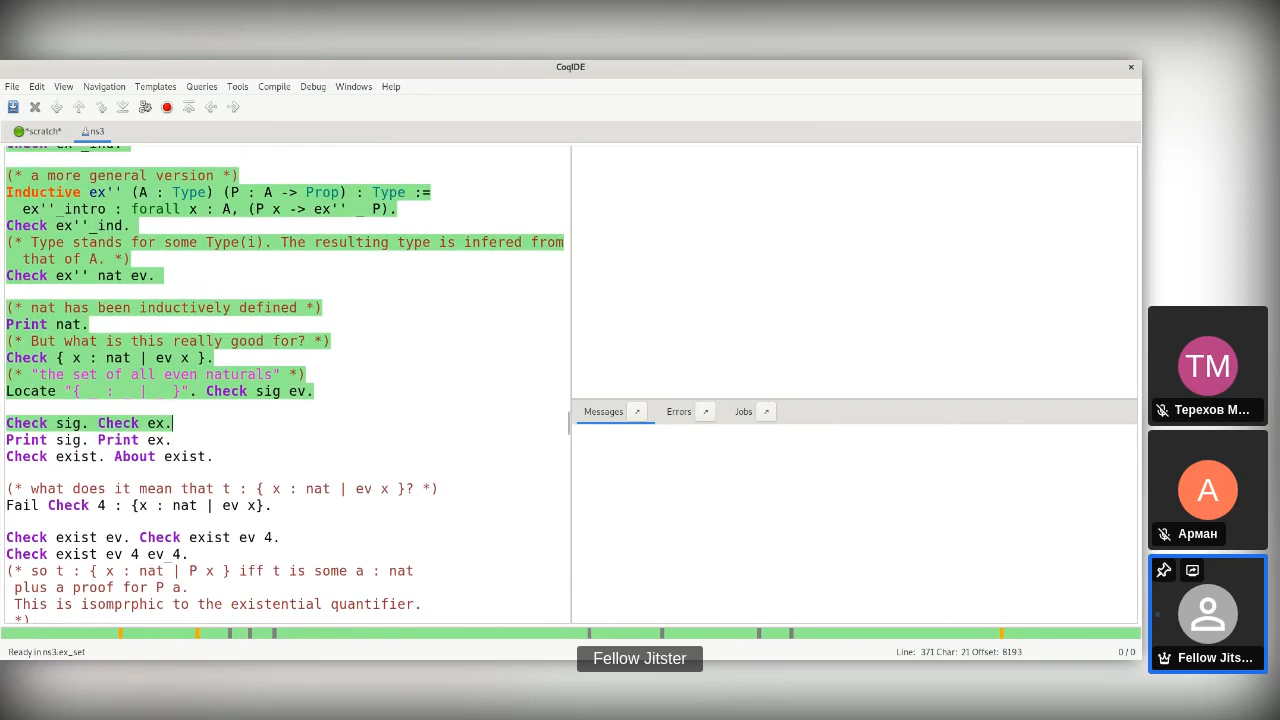 CoqIDE
File Edit View Navigation Templates Queries Tools Compile Debug Windows Help
*scratch* ns3
(* a more general version *)
Inductive ex'' (A : Type) (P : A -> Prop) : Type :=
ex''_intro : forall x : A, (P x -> ex'' _ P).
Check ex''_ind.
(* Type stands for some Type(i). The resulting type is infered from
that of A. *)
Check ex'' nat ev.
(* nat has been inductively defined *)
Print nat.
(* But what is this really good for? *)
Check { x : nat | ev x }.
(* "the set of all even naturals" *)
Locate "{ _ : _ | _ }". Check sig ev.
Check sig. Check ex.
Print sig. Print ex.
Check exist. About exist.
(* what does it mean that t : { x : nat | ev x }? *)
Fail Check 4 : {x : nat | ev x}.
Check exist ev. Check exist ev 4.
Check exist ev 4 ev_4.
(* so t : { x : nat | P x } iff t is some a : nat
plus a proof for P a.
This is isomprphic to the existential quantifier.
*)
Messages Errors Jobs
Ready in ns3.ex_set
Line: 371 Char: 21 Offset: 8193
0 / 0
Fellow Jitster
TM
Терехов М...
A
Арман
Fellow Jits...